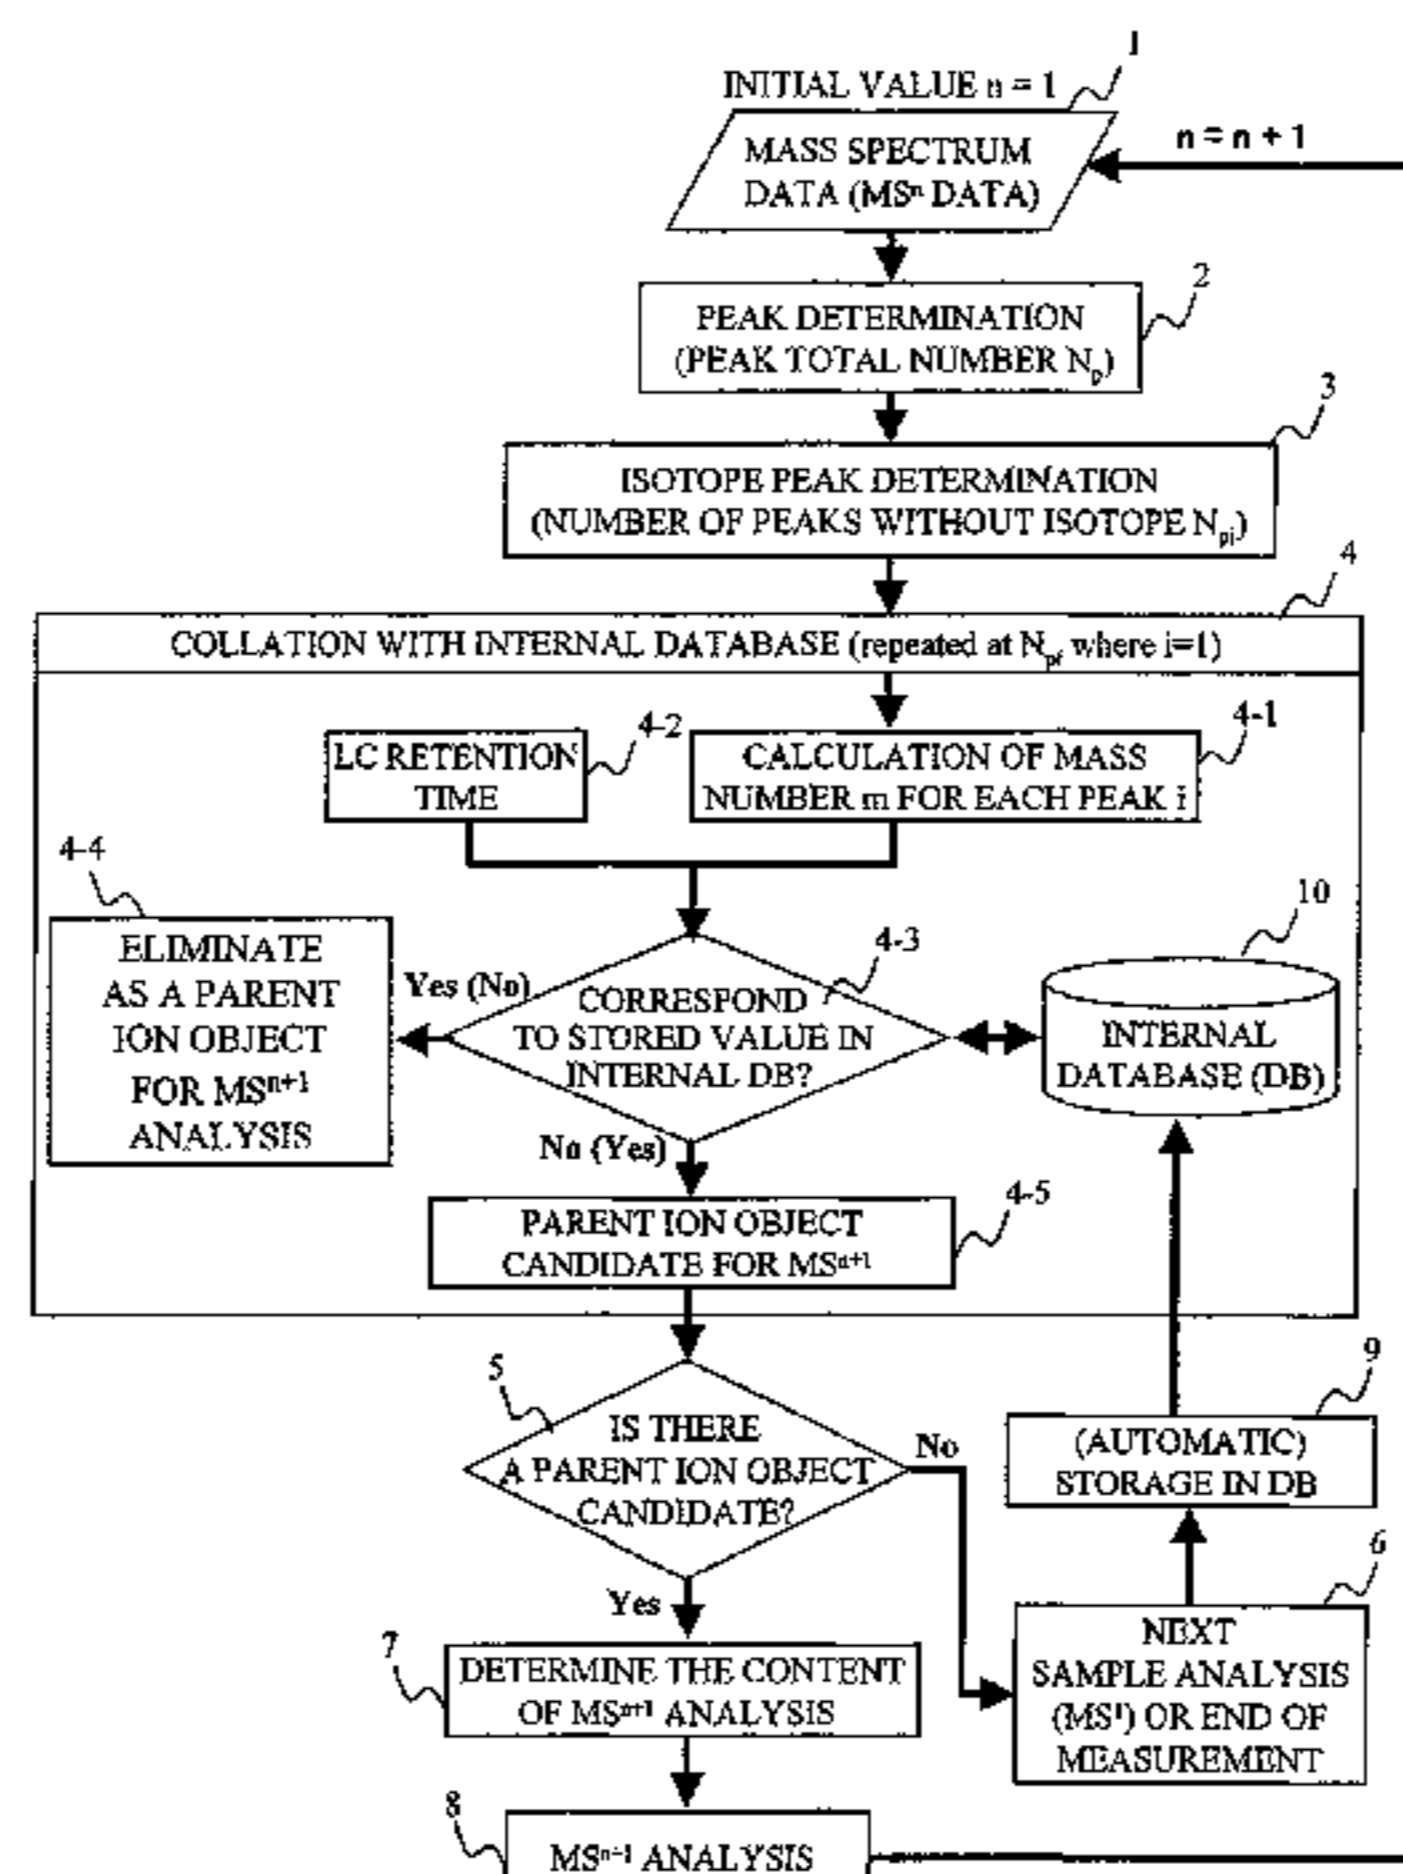 1
INITIAL VALUE n = 1
MASS SPECTRUM
DATA (MSⁿ DATA)
n = n + 1
2
PEAK DETERMINATION
(PEAK TOTAL NUMBER Np)
3
ISOTOPE PEAK DETERMINATION
(NUMBER OF PEAKS WITHOUT ISOTOPE Npi)
4
COLLATION WITH INTERNAL DATABASE (repeated at Npi where i=1)
4-2
LC RETENTION
TIME
4-1
CALCULATION OF MASS
NUMBER m FOR EACH PEAK i
4-4
ELIMINATE
AS A PARENT
ION OBJECT
FOR MSⁿ⁺¹
ANALYSIS
Yes (No)
4-3
CORRESPOND
TO STORED VALUE IN
INTERNAL DB?
10
INTERNAL
DATABASE (DB)
No (Yes)
4-5
PARENT ION OBJECT
CANDIDATE FOR MSⁿ⁺¹
5
IS THERE
A PARENT ION OBJECT
CANDIDATE?
No
9
(AUTOMATIC)
STORAGE IN DB
Yes
6
NEXT
SAMPLE ANALYSIS
(MS¹) OR END OF
MEASUREMENT
7
DETERMINE THE CONTENT
OF MSⁿ⁺¹ ANALYSIS
8
MSⁿ⁺¹ ANALYSIS